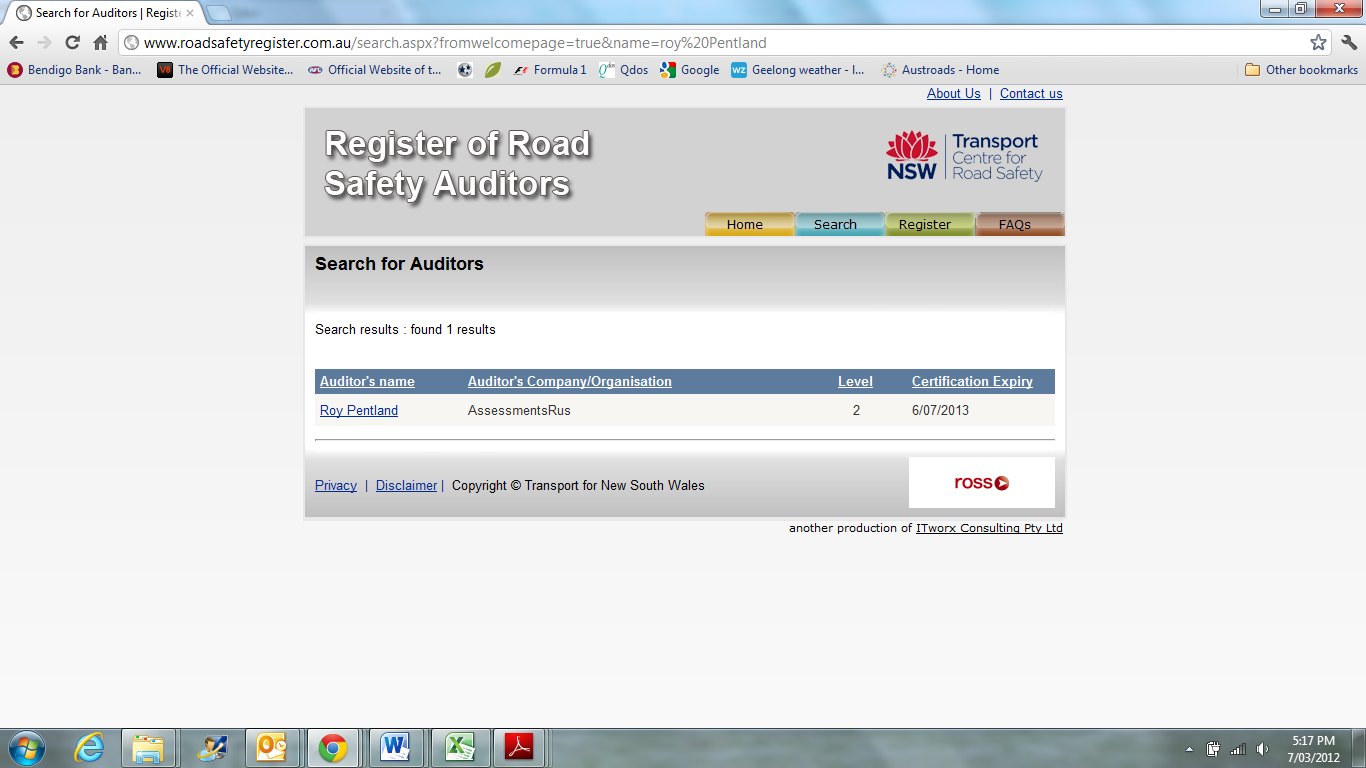 Search for Auditors | Registe
www.roadsafetyregister.com.au/search.aspx?fromwelcomepage=true&name=roy%20Pentland
Bendigo Bank - Ban... The Official Website... Official Website of t... Formula 1 Qdos Google Geelong weather - l... Austroads - Home Other bookmarks
About Us | Contact us
Register of Road
Safety Auditors
NSW
Transport
Centre for
Road Safety
Home Search Register FAQs
Search for Auditors
Search results : found 1 results
Auditor's name Auditor's Company/Organisation Level Certification Expiry
Roy Pentland AssessmentsRus 2 6/07/2013
Privacy | Disclaimer | Copyright © Transport for New South Wales
ross
another production of ITworx Consulting Pty Ltd
5:17 PM
7/03/2012